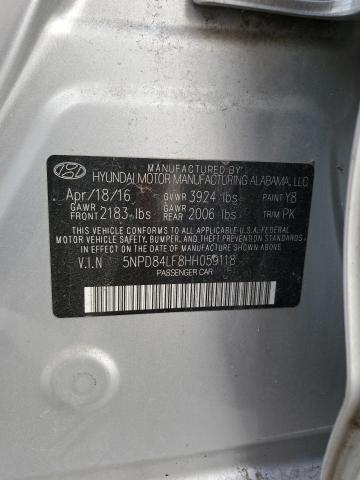 MANUFACTURED BY
HYUNDAI MOTOR MANUFACTURING ALABAMA, LLC
Apr/18/16 GVWR 3924 lbs PAINT Y8
GAWR FRONT 2183 lbs GAWR REAR 2006 lbs TRIM PK
THIS VEHICLE CONFORMS TO ALL APPLICABLE FEDERAL
MOTOR VEHICLE SAFETY, BUMPER, AND THEFT PREVENTION STANDARDS
IN EFFECT ON THE DATE OF MANUFACTURE SHOWN ABOVE.
V.I.N 5NPD84LF8HH059118
PASSENGER CAR